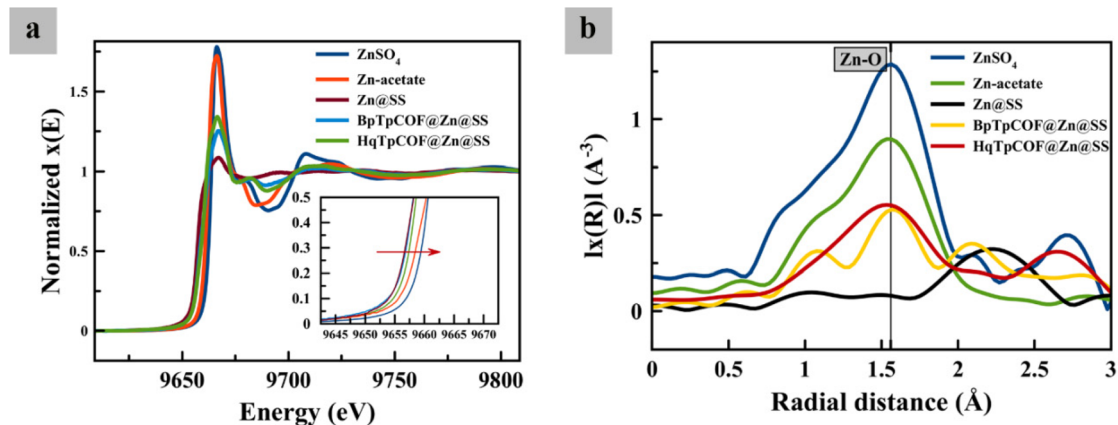 a
Normalized x(E)
1.5
1
0.5
0
9650
9700
9750
9800
Energy (eV)
ZnSO4
Zn-acetate
Zn@SS
BpTpCOF@Zn@SS
HqTpCOF@Zn@SS
0.5
0.4
0.3
0.2
0.1
0
9645 9650 9655 9660 9665 9670
b
lx(R)l (A-3)
1
0.5
0
0
0.5
1
1.5
2
2.5
3
Radial distance (Å)
Zn-O
ZnSO4
Zn-acetate
Zn@SS
BpTpCOF@Zn@SS
HqTpCOF@Zn@SS